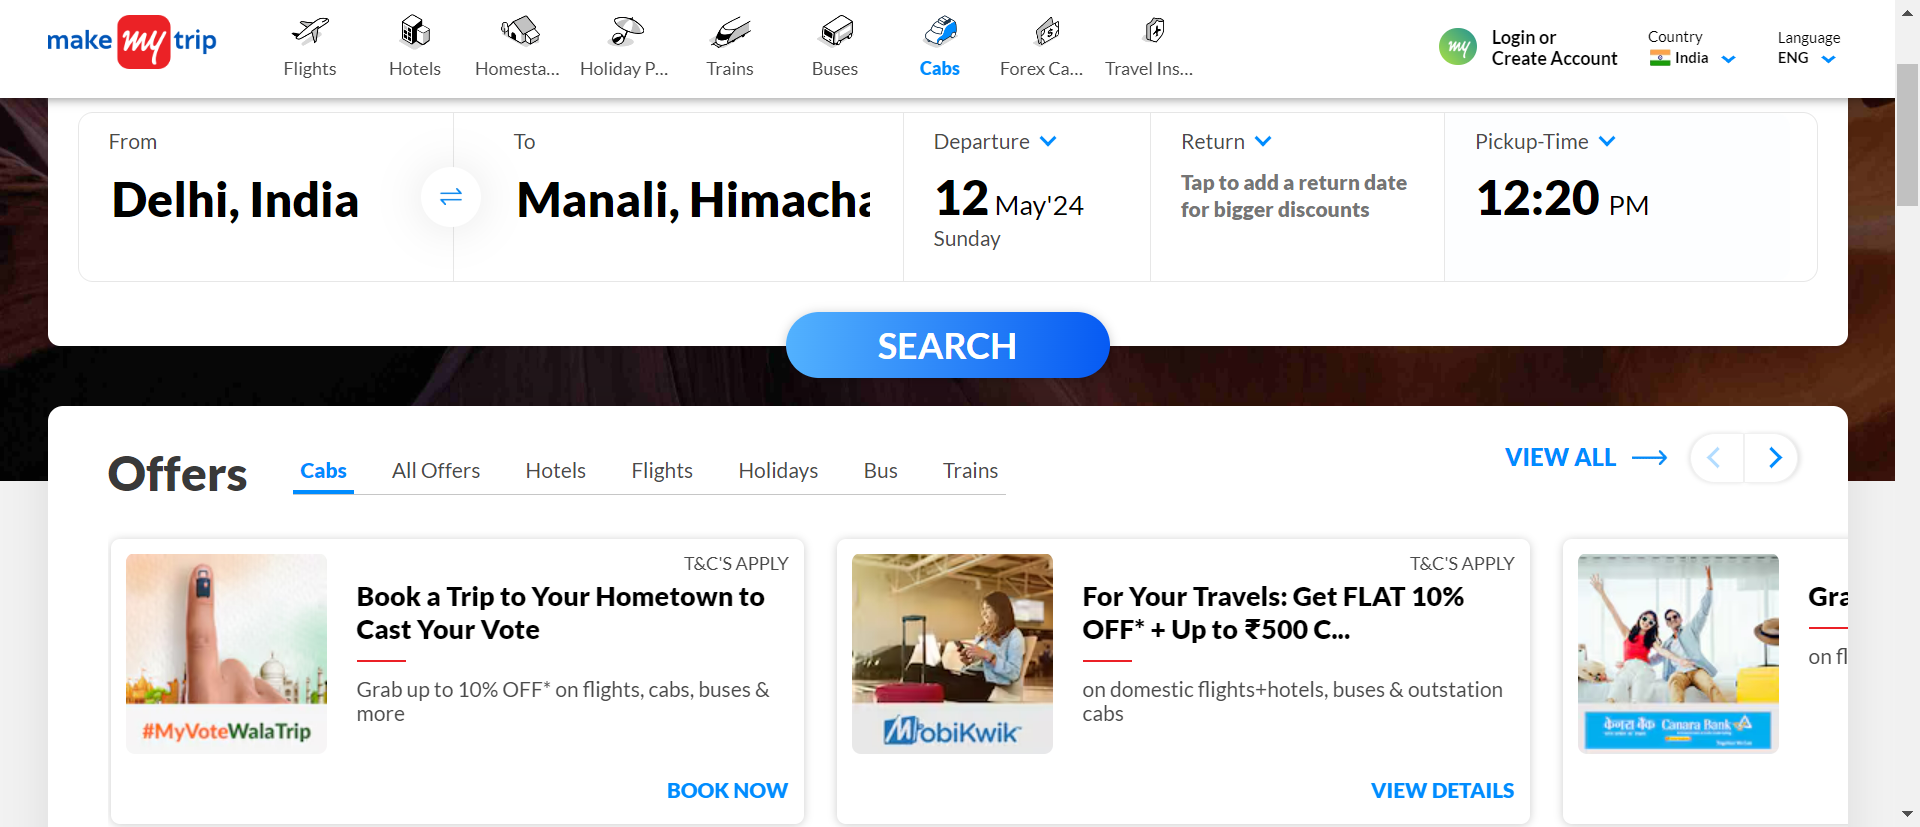 make my trip
Flights
Hotels
Homesta...
Holiday P...
Trains
Buses
Cabs
Forex Ca...
Travel Ins...
my
Login or
Create Account
Country
India
Language
ENG
From
Delhi, India
To
Manali, Himacha
Departure
12 May'24
Sunday
Return
Tap to add a return date
for bigger discounts
Pickup-Time
12:20 PM
SEARCH
Offers
Cabs
All Offers
Hotels
Flights
Holidays
Bus
Trains
VIEW ALL
T&C'S APPLY
Book a Trip to Your Hometown to
Cast Your Vote
Grab up to 10% OFF* on flights, cabs, buses &
more
#MyVoteWalaTrip
BOOK NOW
T&C'S APPLY
For Your Travels: Get FLAT 10%
OFF* + Up to ₹500 C...
on domestic flights+hotels, buses & outstation
cabs
MobiKwik
VIEW DETAILS
Gra
on fl
केनरा बैंक Canara Bank